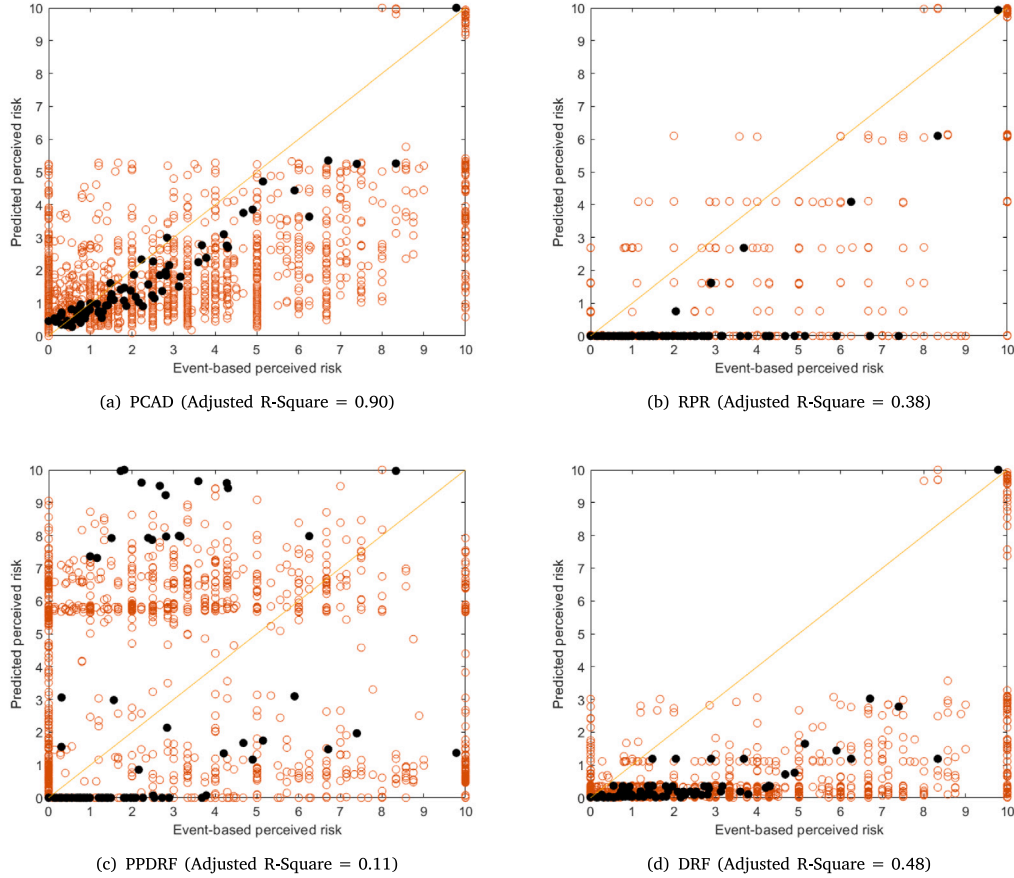 10
9
8
7
6
5
4
3
2
1
0
Predicted perceived risk
0 1 2 3 4 5 6 7 8 9 10
Event-based perceived risk
(a) PCAD (Adjusted R-Square = 0.90)
10
9
8
7
6
5
4
3
2
1
0
Predicted perceived risk
0 1 2 3 4 5 6 7 8 9 10
Event-based perceived risk
(b) RPR (Adjusted R-Square = 0.38)
10
9
8
7
6
5
4
3
2
1
0
Predicted perceived risk
0 1 2 3 4 5 6 7 8 9 10
Event-based perceived risk
(c) PPDRF (Adjusted R-Square = 0.11)
10
9
8
7
6
5
4
3
2
1
0
Predicted perceived risk
0 1 2 3 4 5 6 7 8 9 10
Event-based perceived risk
(d) DRF (Adjusted R-Square = 0.48)